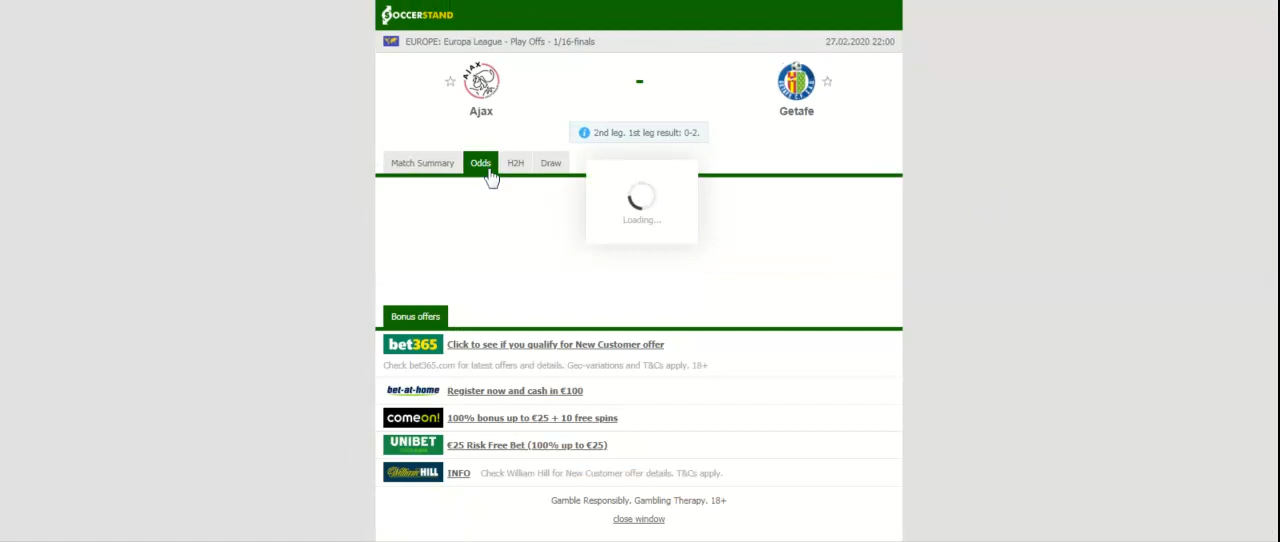 SOCCERSTAND
EUROPE: Europa League - Play Offs - 1/16-finals 27.02.2020 22:00
AJAX
-
Ajax Getafe
2nd leg. 1st leg result: 0-2.
Match Summary Odds H2H Draw
Loading...
Bonus offers
bet365 Click to see if you qualify for New Customer offer
Check bet365.com for latest offers and details. Geo-variations and T&Cs apply. 18+
bet-at-home Register now and cash in €100
comeon! 100% bonus up to €25 + 10 free spins
UNIBET €25 Risk Free Bet (100% up to €25)
William HILL INFO Check William Hill for New Customer offer details. T&Cs apply.
Gamble Responsibly. Gambling Therapy. 18+
close window